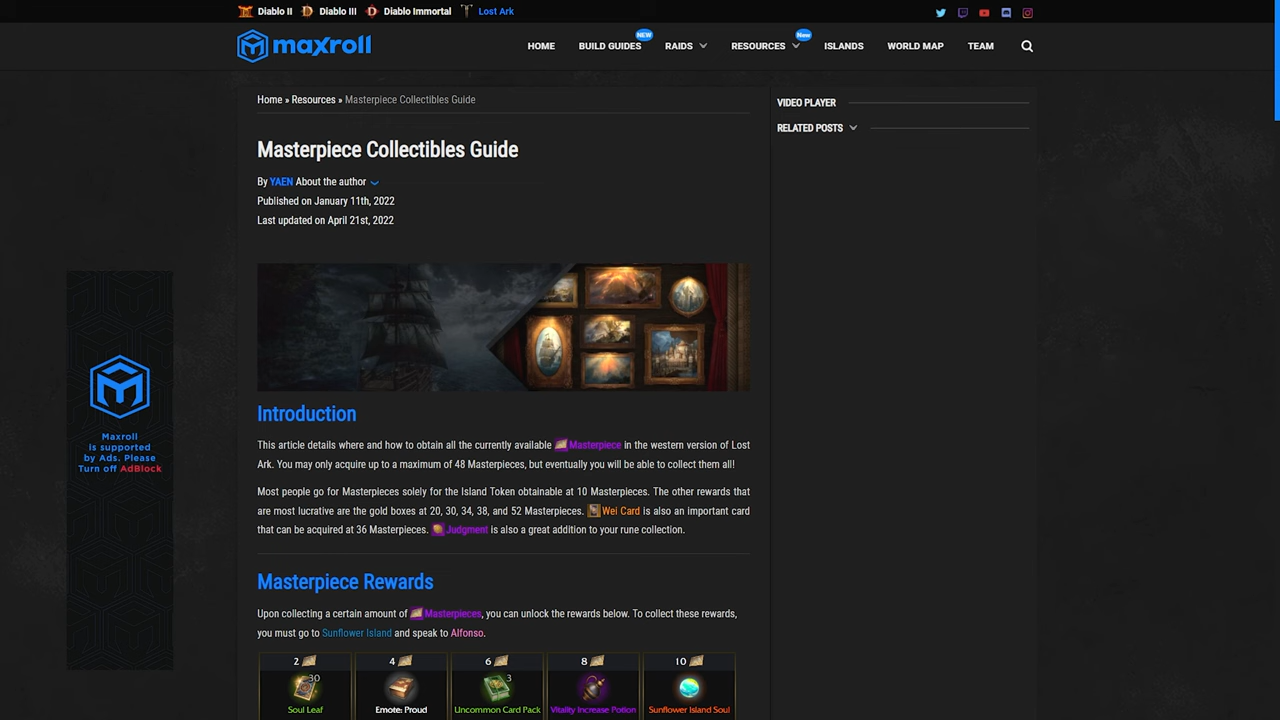 Diablo II Diablo III Diablo Immortal Lost Ark
maxroll
HOME BUILD GUIDES NEW RAIDS RESOURCES New ISLANDS WORLD MAP TEAM
Home » Resources » Masterpiece Collectibles Guide
VIDEO PLAYER
RELATED POSTS
Masterpiece Collectibles Guide
By YAEN About the author
Published on January 11th, 2022
Last updated on April 21st, 2022
Maxroll
is supported
by Ads. Please
Turn off AdBlock
Introduction
This article details where and how to obtain all the currently available Masterpiece in the western version of Lost
Ark. You may only acquire up to a maximum of 48 Masterpieces, but eventually you will be able to collect them all!
Most people go for Masterpieces solely for the Island Token obtainable at 10 Masterpieces. The other rewards that
are most lucrative are the gold boxes at 20, 30, 34, 38, and 52 Masterpieces. Wei Card is also an important card
that can be acquired at 36 Masterpieces. Judgment is also a great addition to your rune collection.
Masterpiece Rewards
Upon collecting a certain amount of Masterpieces, you can unlock the rewards below. To collect these rewards,
you must go to Sunflower Island and speak to Alfonso.
2 4 6 8 10
30 3
Soul Leaf Emote: Proud Uncommon Card Pack Vitality Increase Potion Sunflower Island Soul